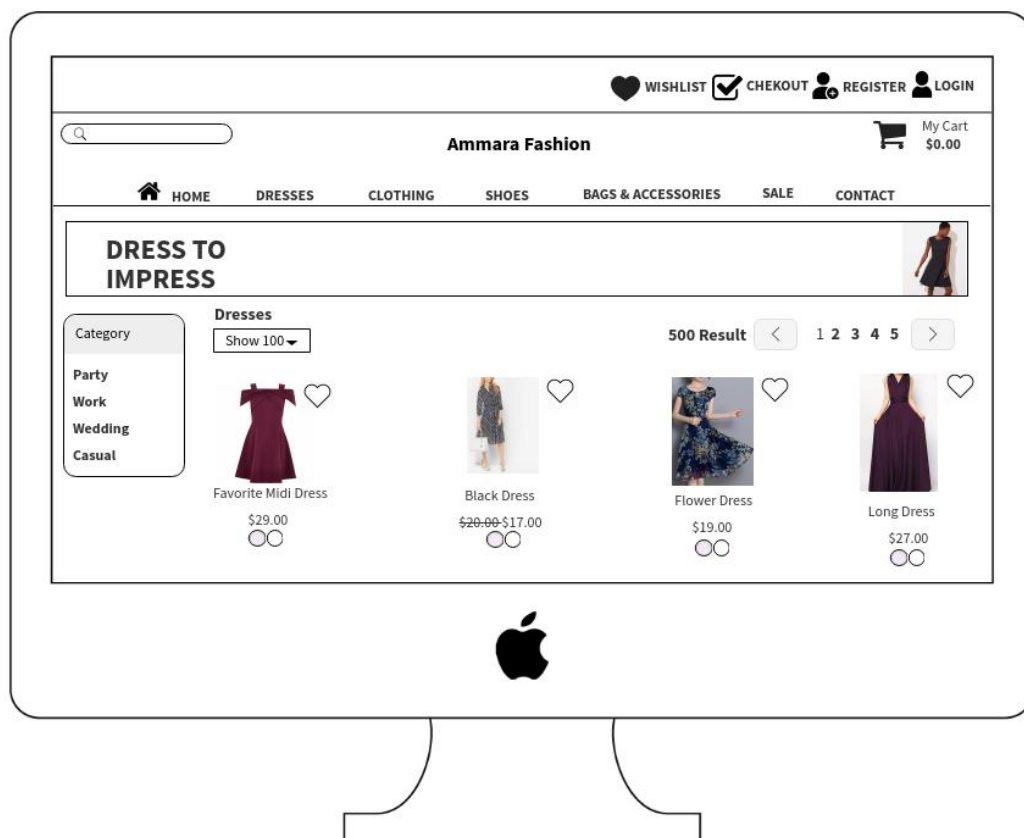 WISHLIST CHEKOUT REGISTER LOGIN
Ammara Fashion
My Cart
$0.00
HOME DRESSES CLOTHING SHOES BAGS & ACCESSORIES SALE CONTACT
DRESS TO
IMPRESS
Category
Party
Work
Wedding
Casual
Dresses
Show 100
500 Result 1 2 3 4 5
Favorite Midi Dress
$29.00
Black Dress
$20.00 $17.00
Flower Dress
$19.00
Long Dress
$27.00